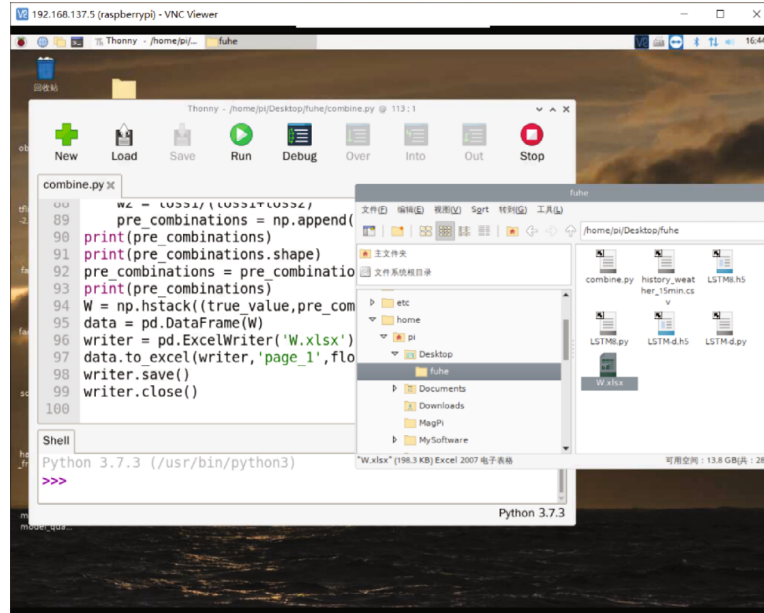 192.168.137.5 (raspberrypi) - VNC Viewer
Thonny - /home/pi/...
fuhe
16:44
回收站
Thonny - /home/pi/Desktop/fuhe/combine.py @ 113:1
New Load Save Run Debug Over Into Out Stop
combine.py
89 pre_combinations = np.append(
90 print(pre_combinations)
91 print(pre_combinations.shape)
92 pre_combinations = pre_combinatio
93 print(pre_combinations)
94 W = np.hstack((true_value,pre_com
95 data = pd.DataFrame(W)
96 writer = pd.ExcelWriter('W.xlsx')
97 data.to_excel(writer,'page_1',flo
98 writer.save()
99 writer.close()
100
Shell
Python 3.7.3 (/usr/bin/python3)
>>>
Python 3.7.3
fuhe
文件(F) 编辑(E) 视图(V) Sort 转到(G) 工具(L)
/home/pi/Desktop/fuhe
主文件夹
文件系统根目录
etc
home
pi
Desktop
fuhe
Documents
Downloads
MagPi
MySoftware
combine.py
history_weat
her_15min.cs
v
LSTM8.h5
LSTM8.py
LSTM-d.h5
LSTM-d.py
W.xlsx
"W.xlsx" (198.3 KB) Excel 2007 电子表格
可用空间：13.8 GB(共：28